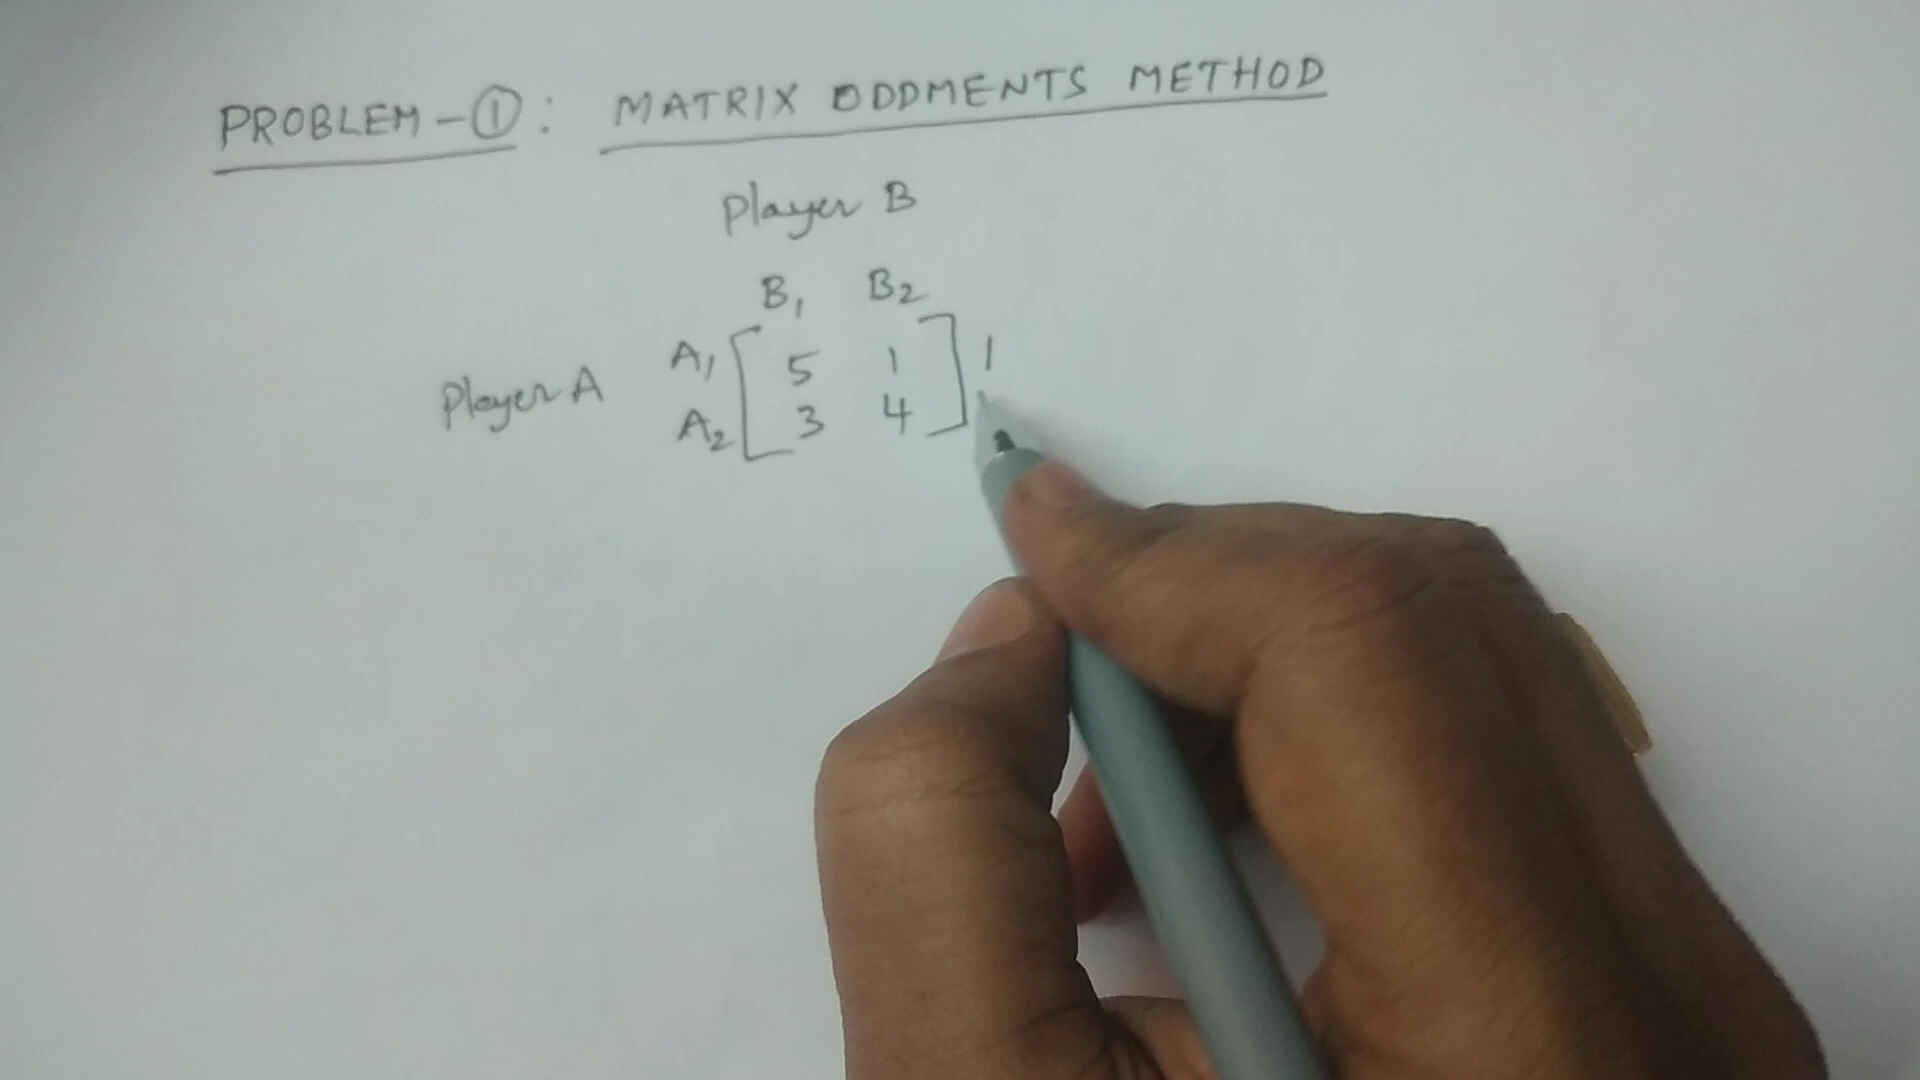 PROBLEM - ① : MATRIX ODDMENTS METHOD
Player B
B1 B2
Player A
A1 [ 5 1 ] 1
A2 [ 3 4 ]